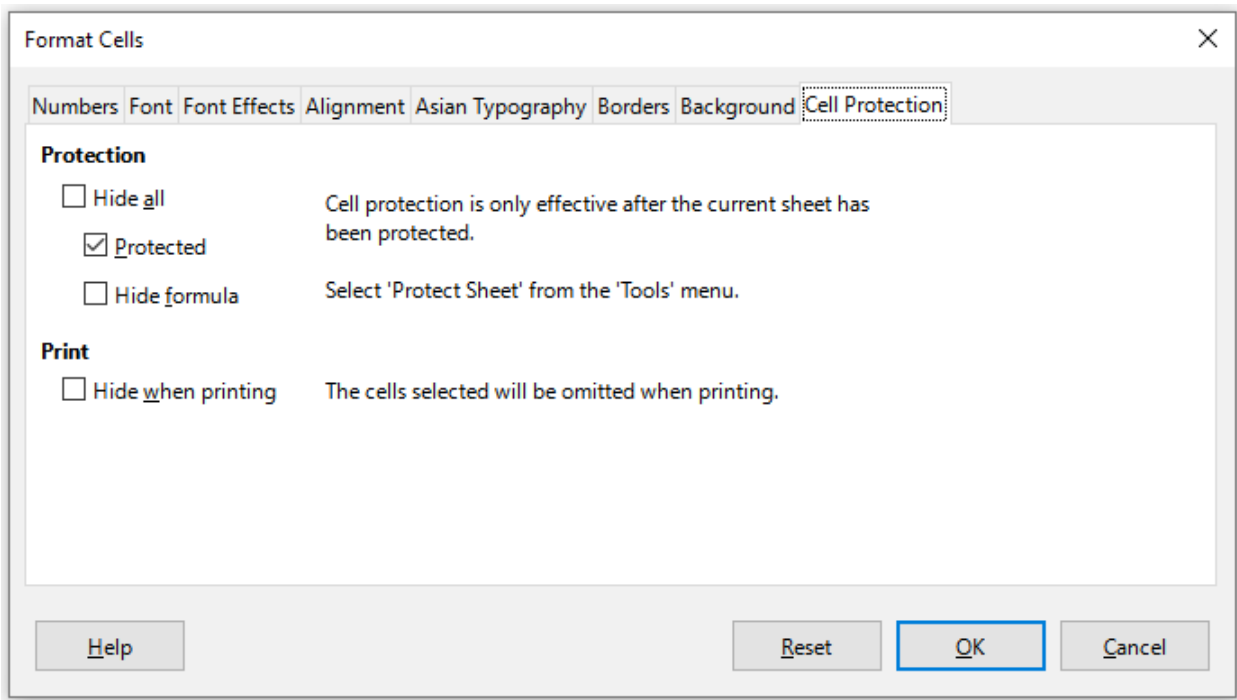 Format Cells
Numbers Font Font Effects Alignment Asian Typography Borders Background Cell Protection
Protection
Hide all
Cell protection is only effective after the current sheet has
been protected.
Protected
Hide formula
Select 'Protect Sheet' from the 'Tools' menu.
Print
Hide when printing
The cells selected will be omitted when printing.
Help
Reset
OK
Cancel